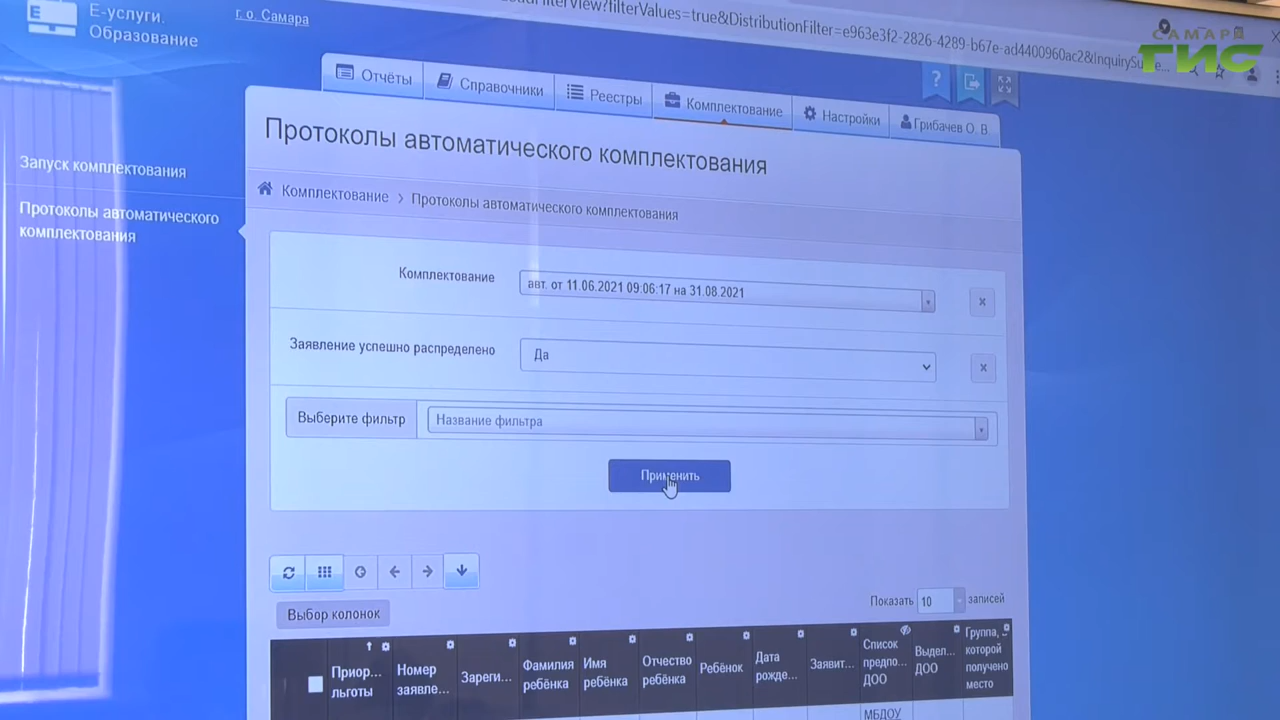 Е-услуги.
Образование
г. о. Самара
FilterView?filterValues=true&DistributionFilter=e963e3f2-2826-4289-b67e-ad4400960ac2&InquirySu
САМАРА
ГИС
Отчёты
Справочники
Реестры
Комплектование
Настройки
Грибачев О. В.
Запуск комплектования
Протоколы автоматического
комплектования
Протоколы автоматического комплектования
Комплектование > Протоколы автоматического комплектования
Комплектование
авт. от 11.06.2021 09:06:17 на 31.08.2021
Заявление успешно распределено
Да
Выберите фильтр
Название фильтра
Применить
Выбор колонок
Показать 10 записей
Приор...
льготы
Номер
заявле...
Зареги...
Фамилия
ребёнка
Имя
ребёнка
Отчество
ребёнка
Ребёнок
Дата
рожде...
Заявит...
Список
предпо...
ДОО
Выдел...
ДОО
Группа, в
которой
получено
место
МБДОУ